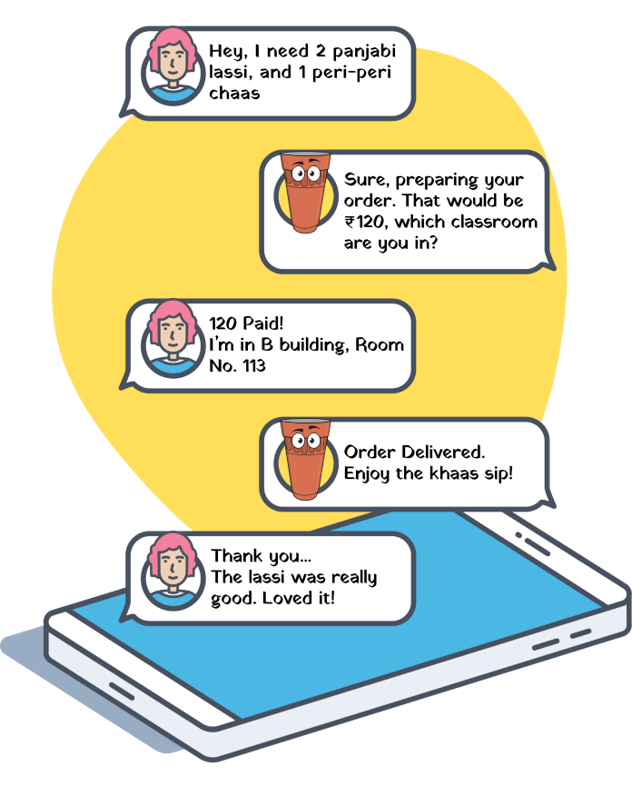 Hey, I need 2 panjabi
lassi, and 1 peri-peri
chaas
Sure, preparing your
order. That would be
₹120, which classroom
are you in?
120 Paid!
I'm in B building, Room
No. 113
Order Delivered.
Enjoy the khaas sip!
Thank you...
The lassi was really
good. Loved it!